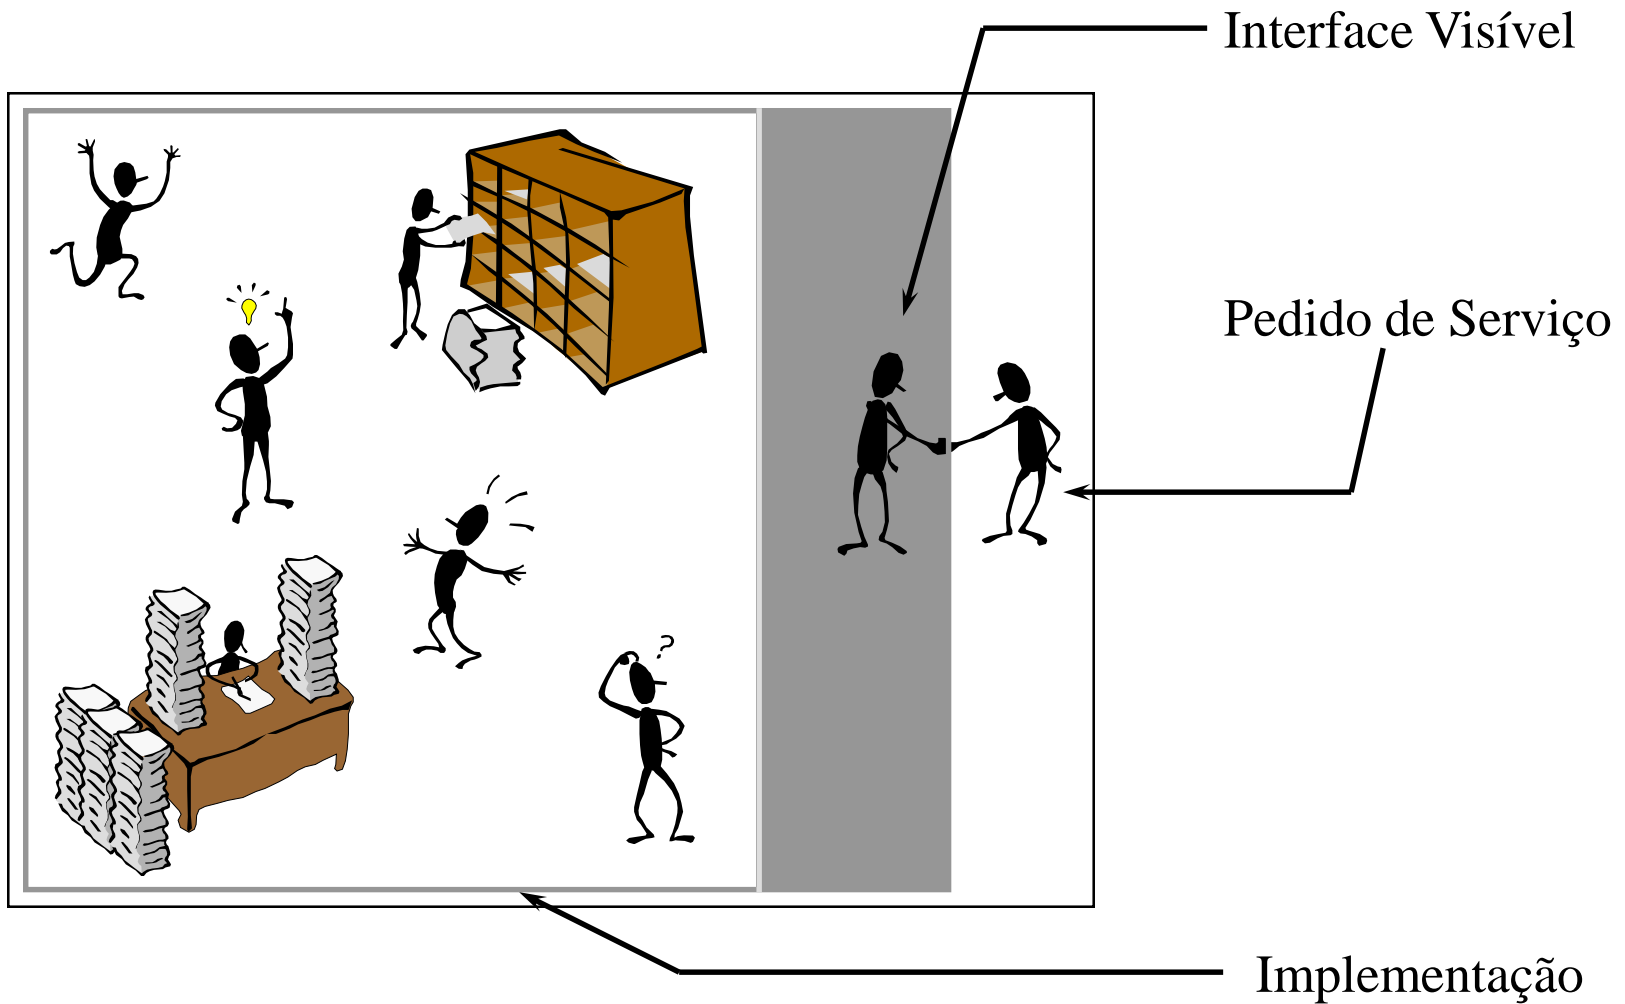 Interface Visível
Pedido de Serviço
?
Implementação